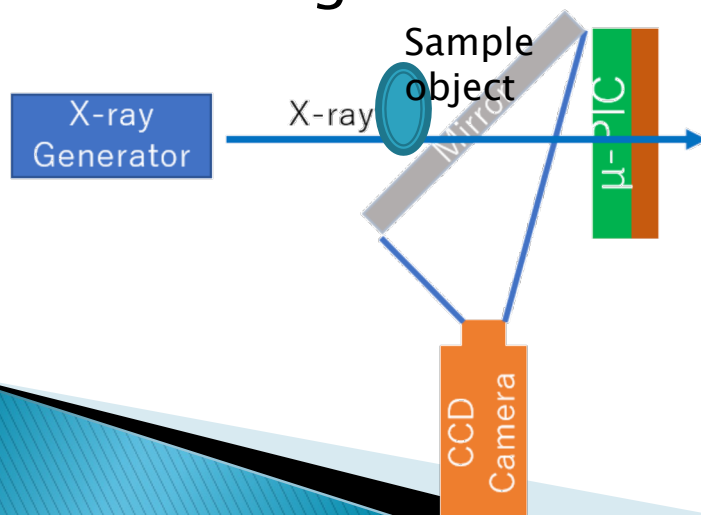 Sample
object
X-ray
Generator
X-ray
Mirror
μ-PIC
CCD
Camera